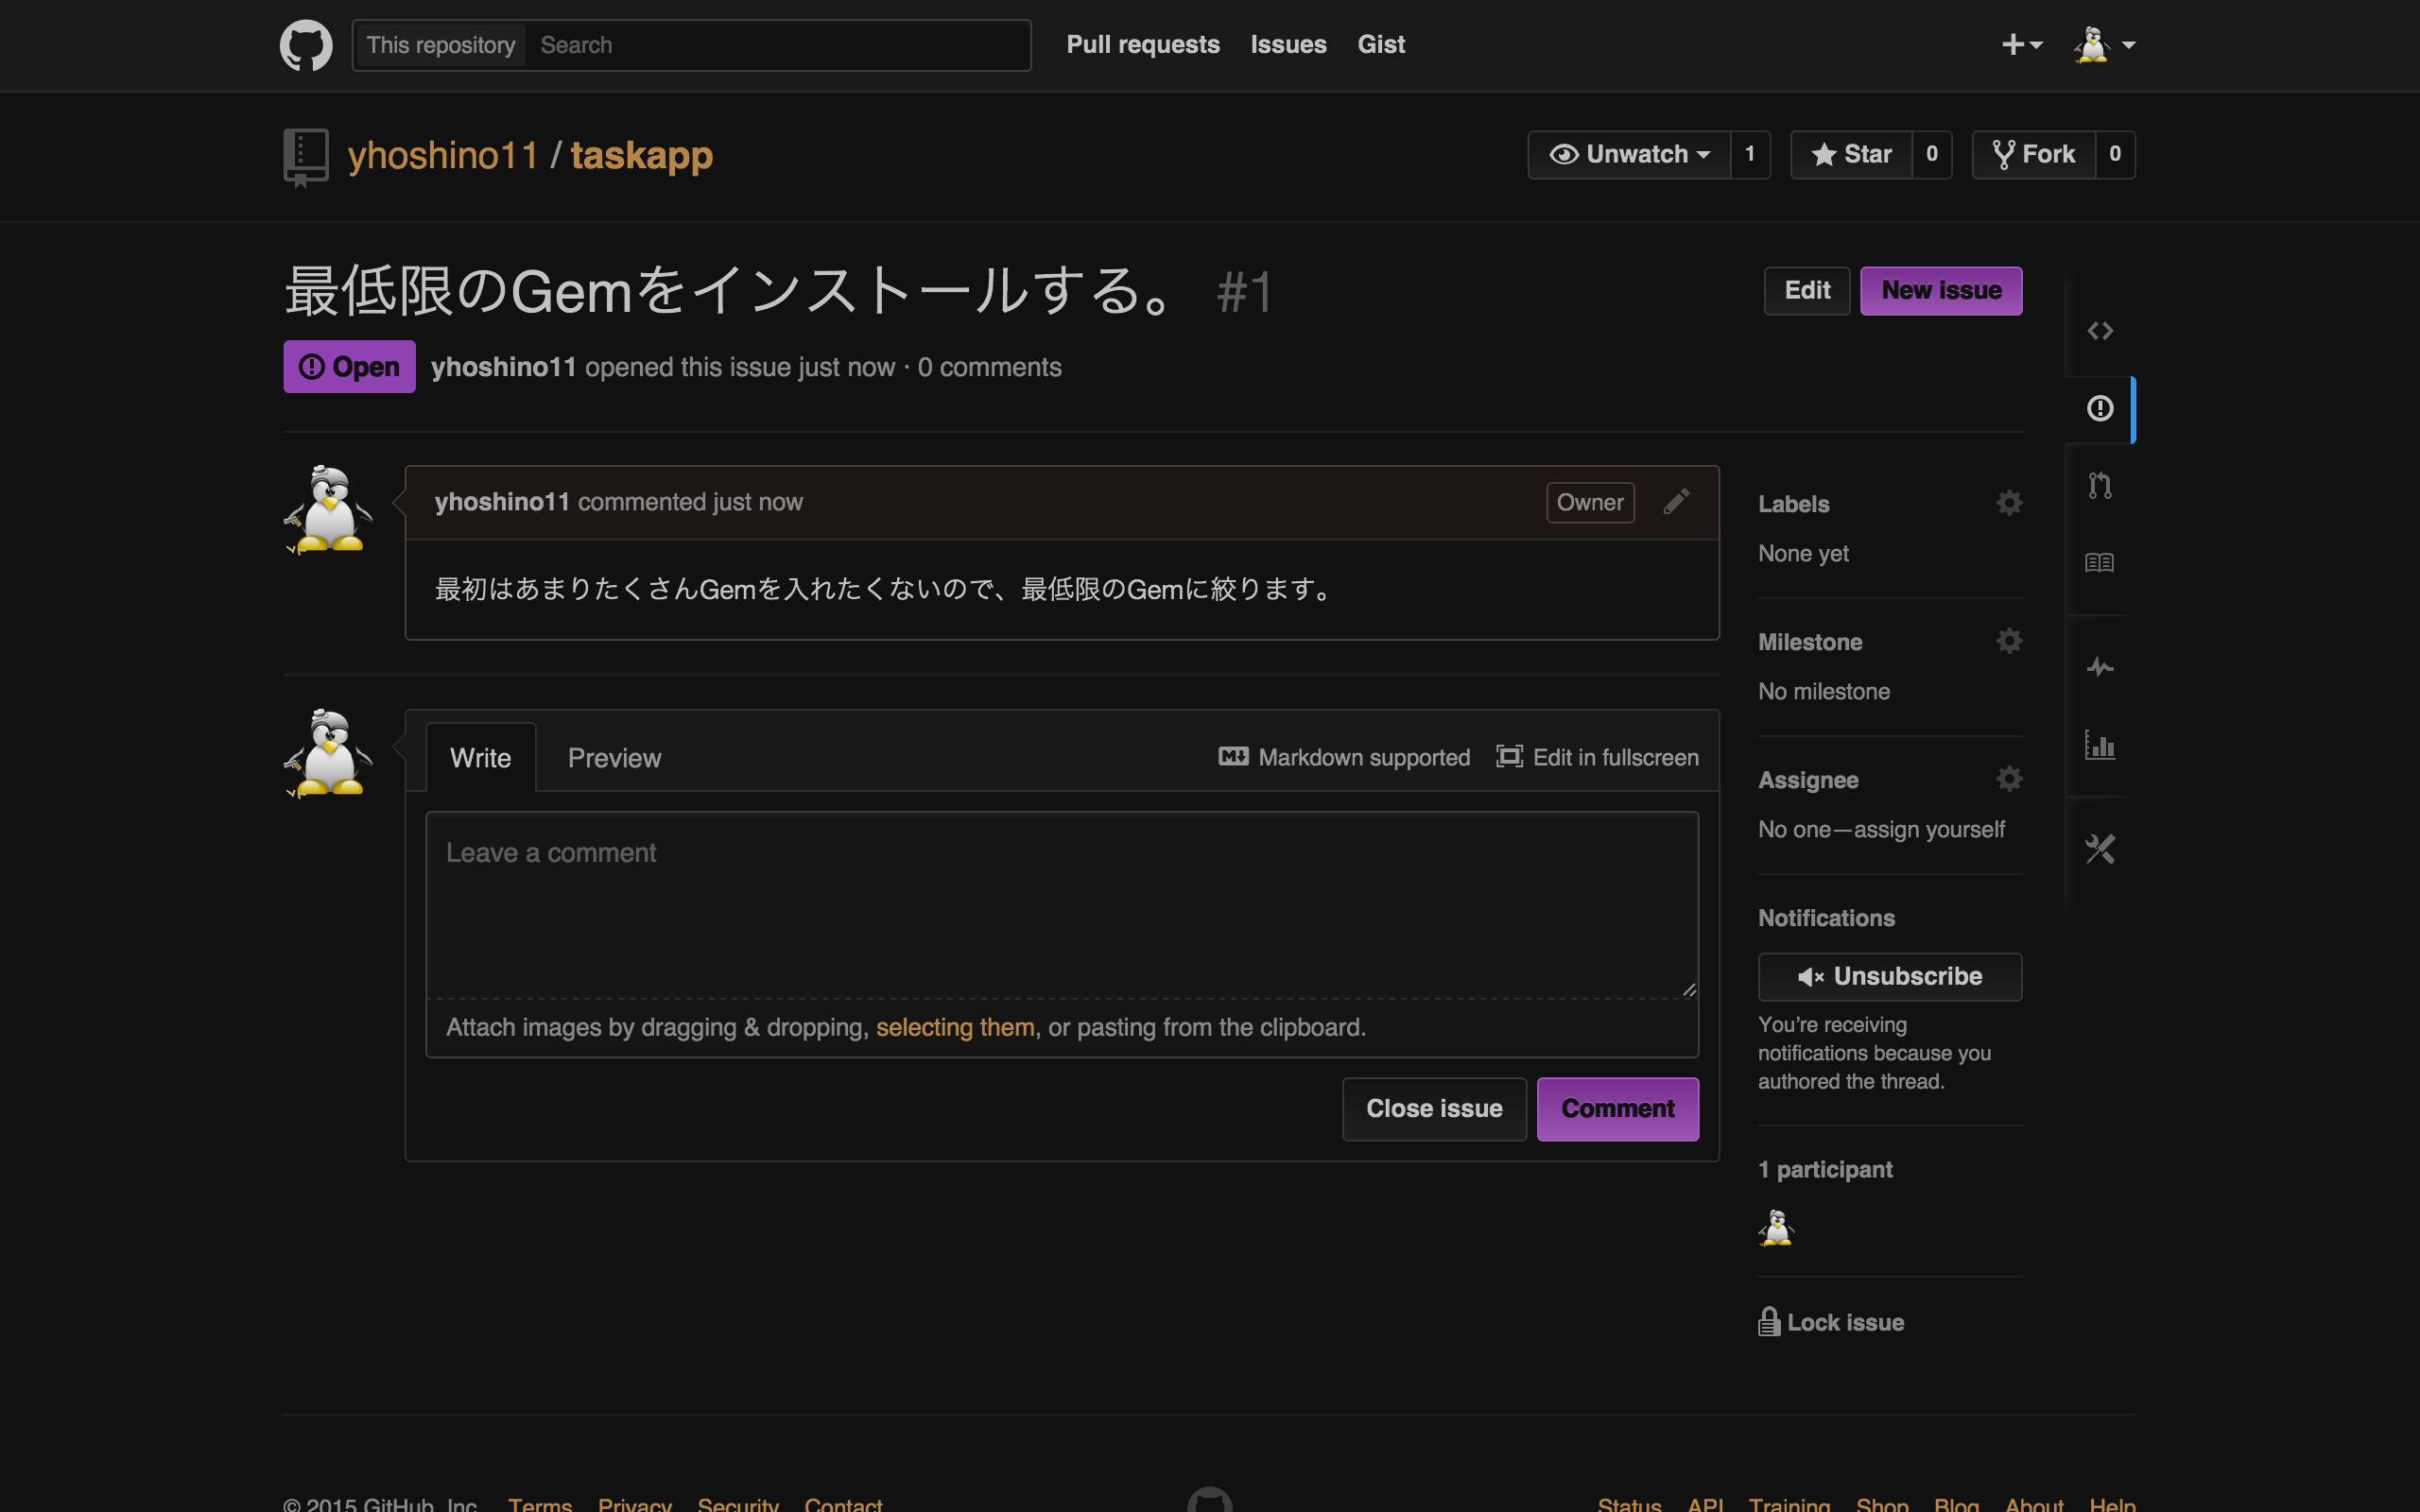 This repository Search Pull requests Issues Gist
yhoshino11 / taskapp
Unwatch 1 Star 0 Fork 0
最低限のGemをインストールする。 #1
Edit New issue
Open yhoshino11 opened this issue just now · 0 comments
yhoshino11 commented just now Owner
最初はあまりたくさんGemを入れたくないので、最低限のGemに絞ります。
Write Preview Markdown supported Edit in fullscreen
Leave a comment
Attach images by dragging & dropping, selecting them, or pasting from the clipboard.
Close issue Comment
Labels
None yet
Milestone
No milestone
Assignee
No one—assign yourself
Notifications
Unsubscribe
You’re receiving
notifications because you
authored the thread.
1 participant
Lock issue
© 2015 GitHub, Inc. Terms Privacy Security Contact Status API Training Shop Blog About Help